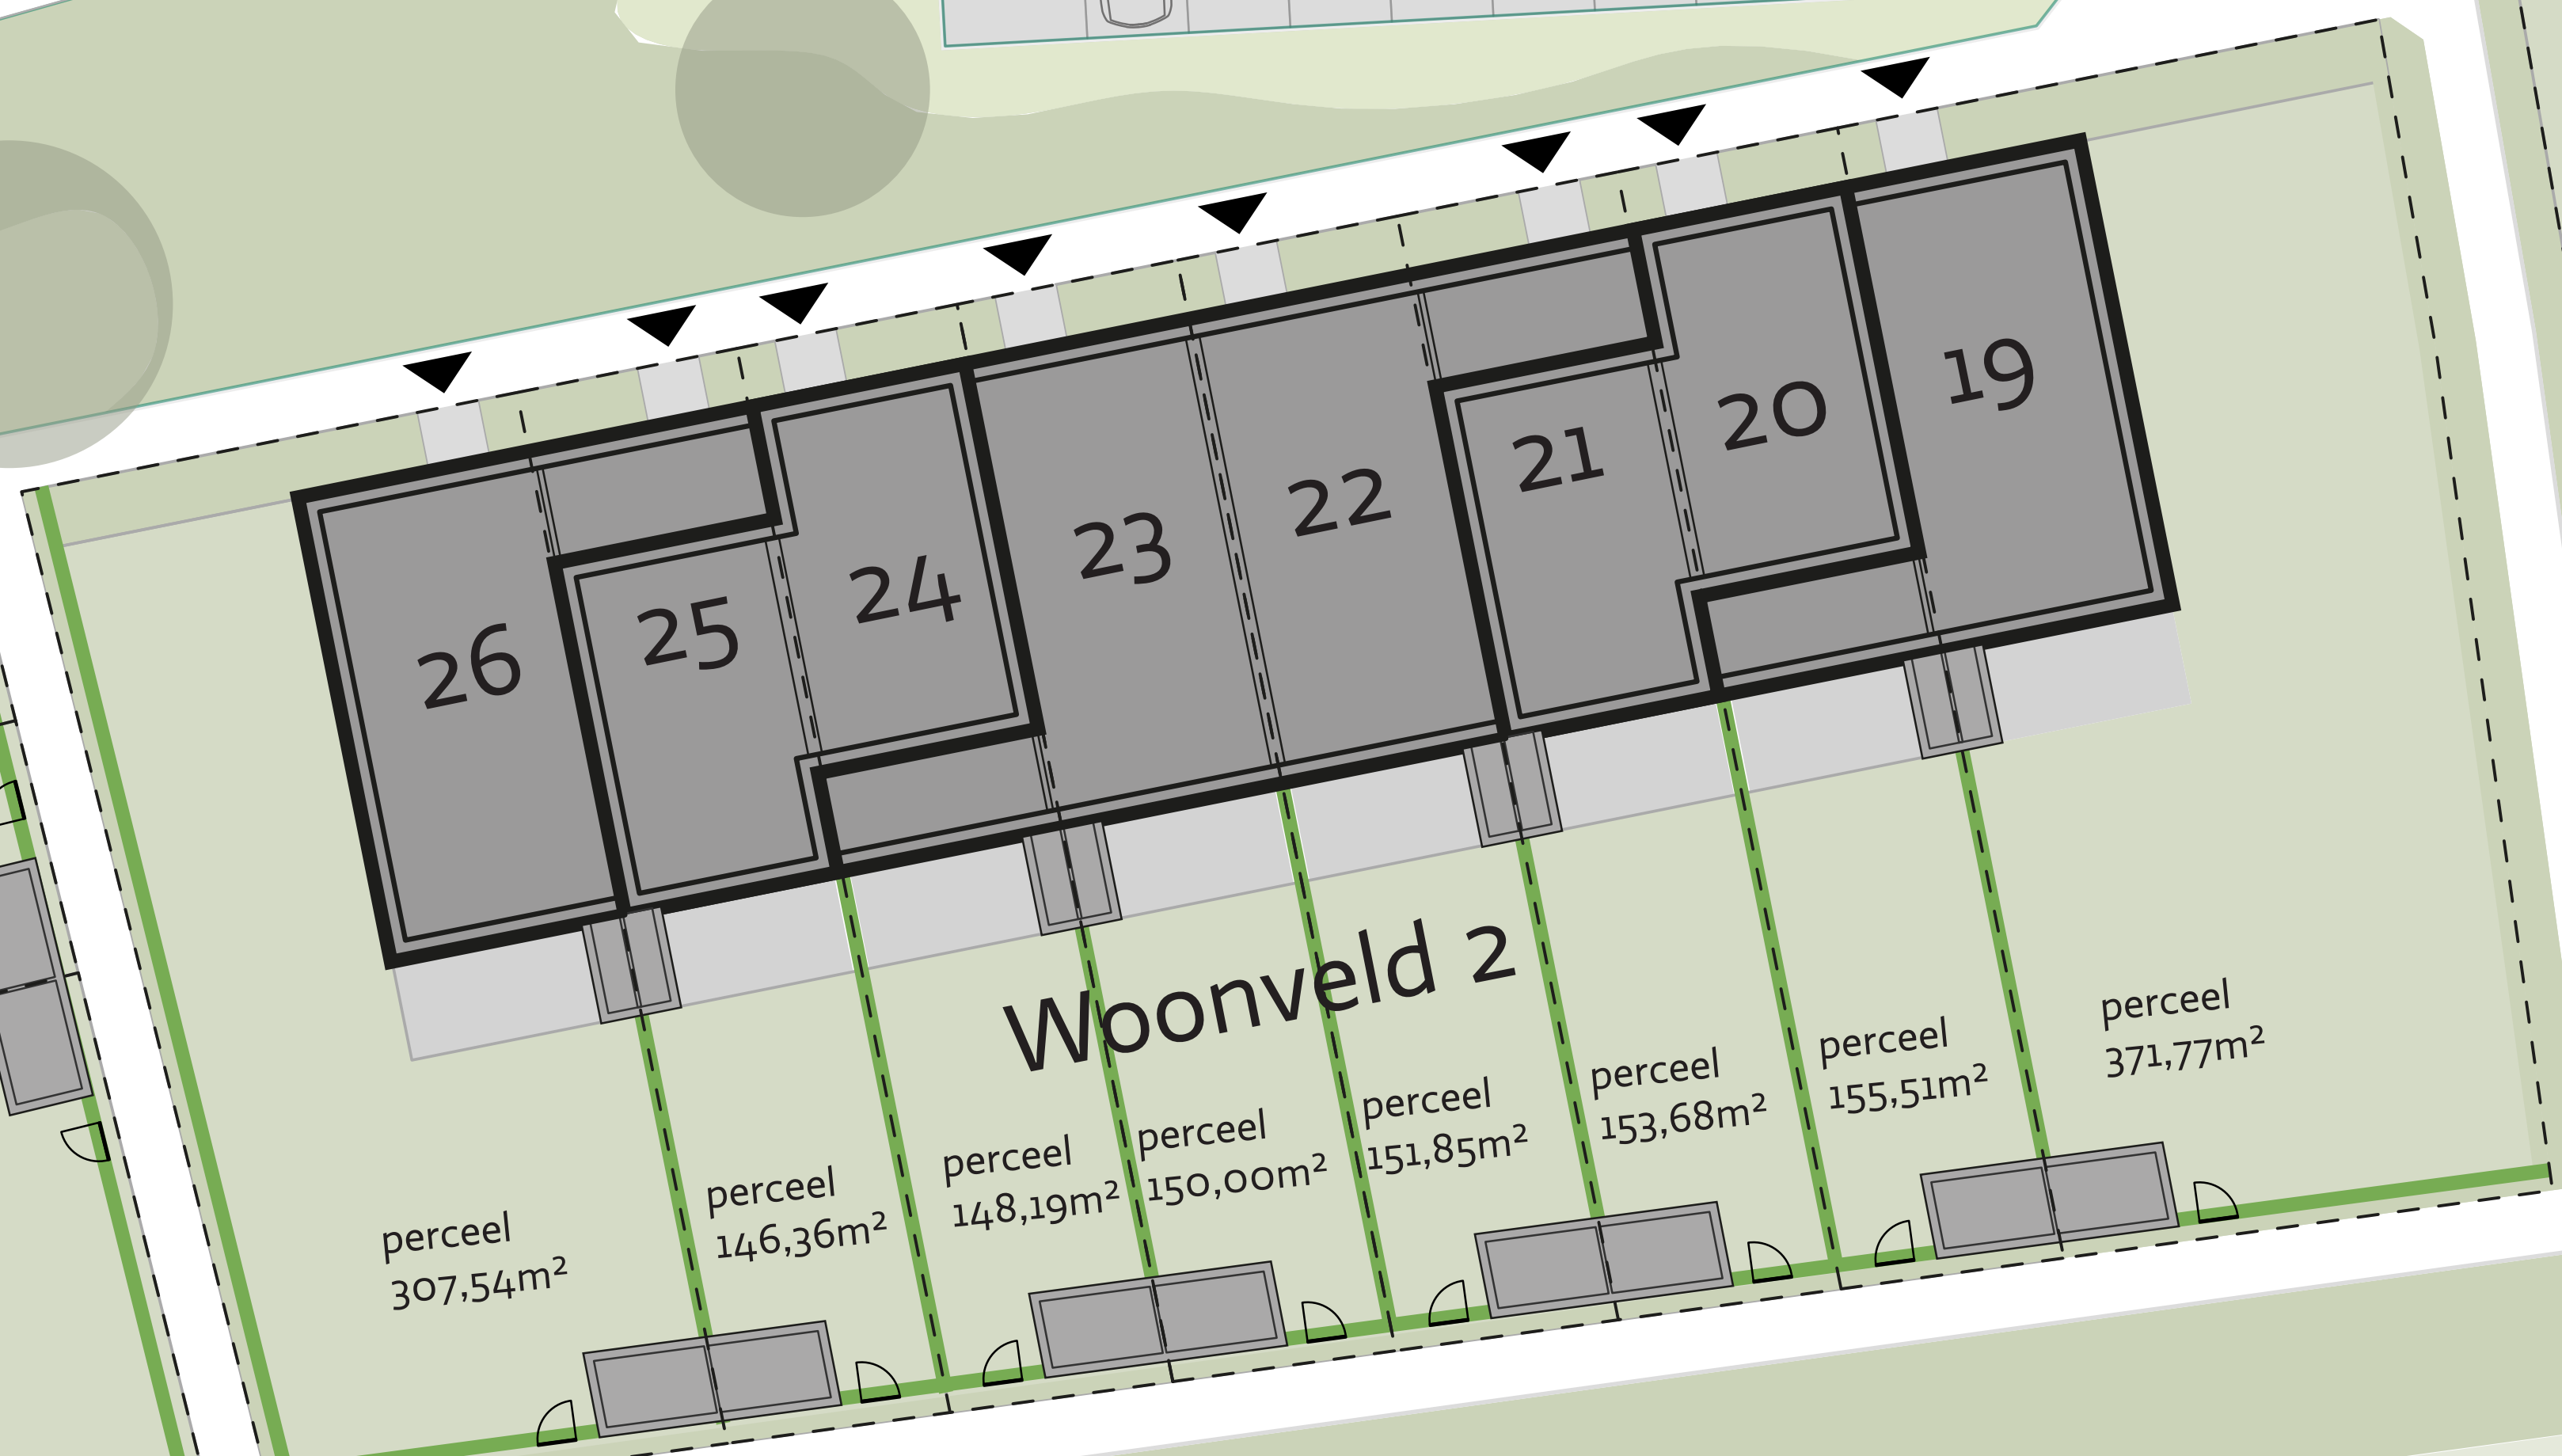 19
20
21
22
23
24
25
26
Woonveld 2
perceel
371,77m²
perceel
155,51m²
perceel
153,68m²
perceel
151,85m²
perceel
150,00m²
perceel
148,19m²
perceel
146,36m²
perceel
307,54m²